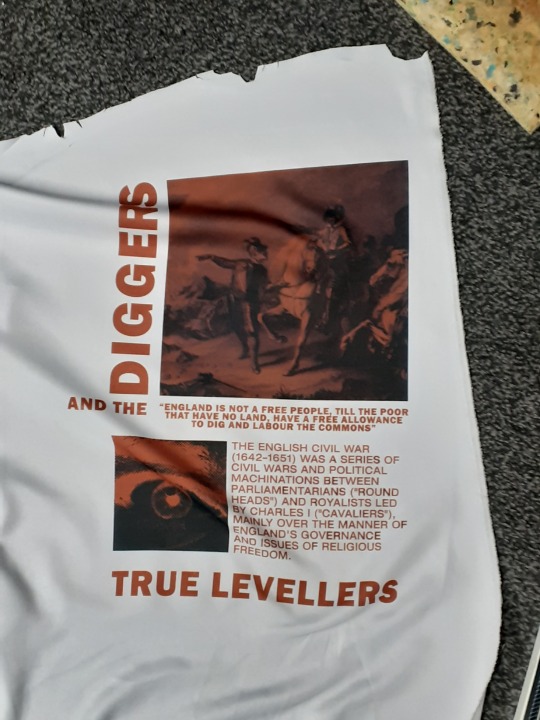 DIGGERS
AND THE
"ENGLAND IS NOT A FREE PEOPLE, TILL THE POOR
THAT HAVE NO LAND, HAVE A FREE ALLOWANCE
TO DIG AND LABOUR THE COMMONS"
THE ENGLISH CIVIL WAR
(1642-1651) WAS A SERIES OF
CIVIL WARS AND POLITICAL
MACHINATIONS BETWEEN
PARLIAMENTARIANS ("ROUND
HEADS") AND ROYALISTS LED
BY CHARLES I ("CAVALIERS"),
MAINLY OVER THE MANNER OF
ENGLAND'S GOVERNANCE
AND ISSUES OF RELIGIOUS
FREEDOM.
TRUE LEVELLERS